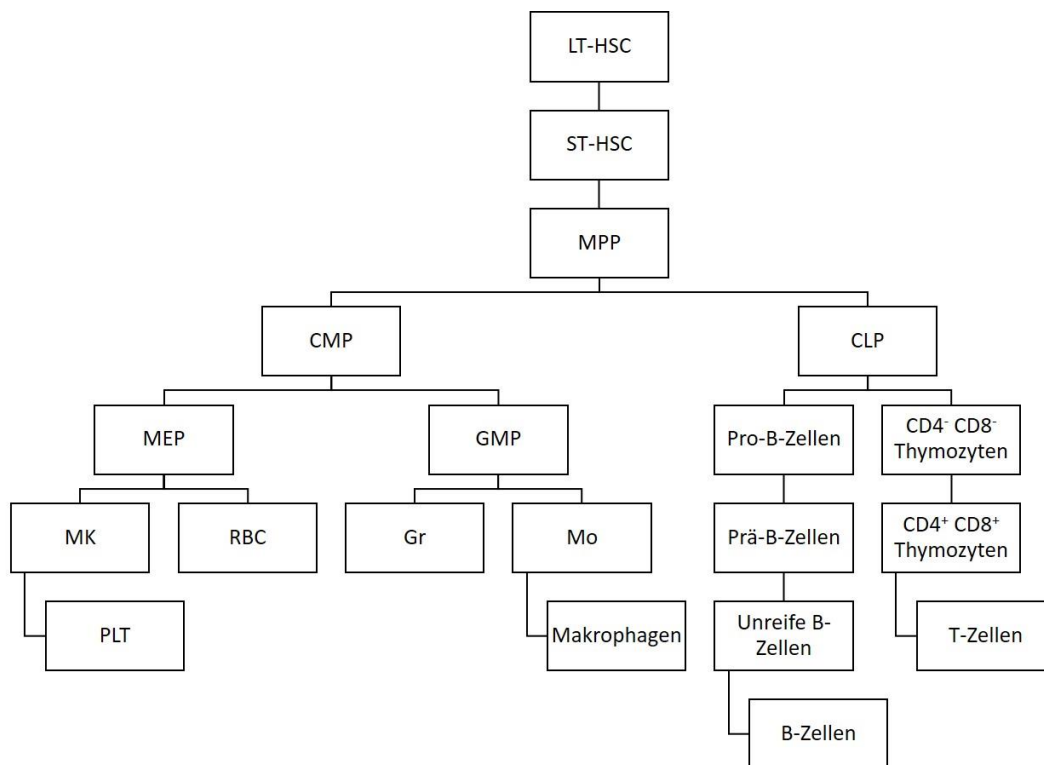 LT-HSC
ST-HSC
MPP
CMP
CLP
MEP
GMP
Pro-B-Zellen
CD4⁻ CD8⁻
Thymozyten
MK
RBC
Gr
Mo
Prä-B-Zellen
CD4⁺ CD8⁺
Thymozyten
PLT
Makrophagen
Unreife B-
Zellen
T-Zellen
B-Zellen